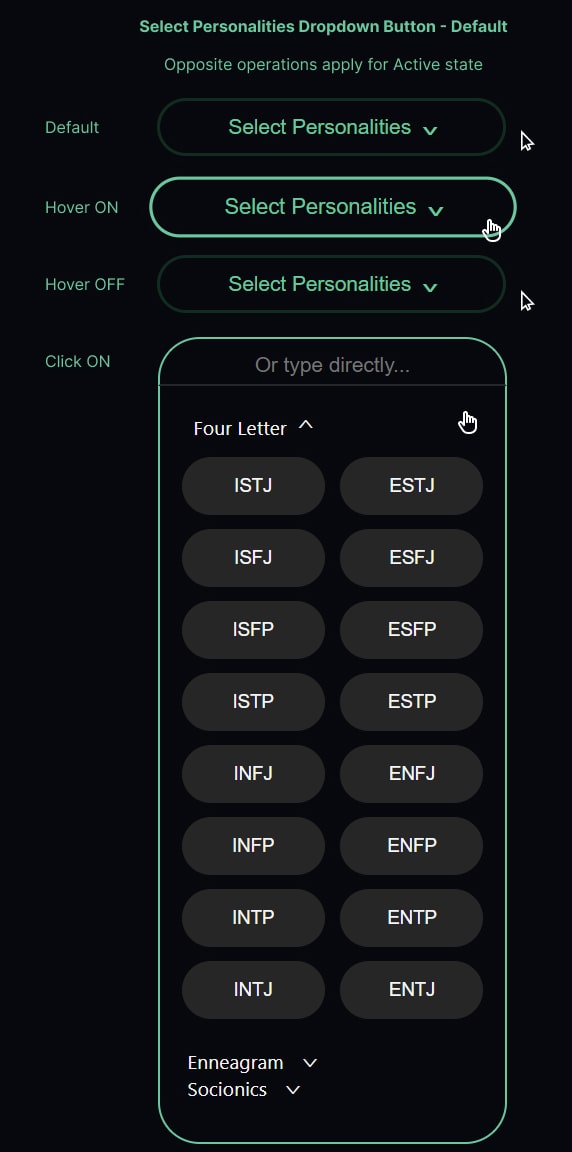 Select Personalities Dropdown Button - Default
Opposite operations apply for Active state
Default
Select Personalities
Hover ON
Select Personalities
Hover OFF
Select Personalities
Click ON
Or type directly...
Four Letter
ISTJ ESTJ
ISFJ ESFJ
ISFP ESFP
ISTP ESTP
INFJ ENFJ
INFP ENFP
INTP ENTP
INTJ ENTJ
Enneagram
Socionics